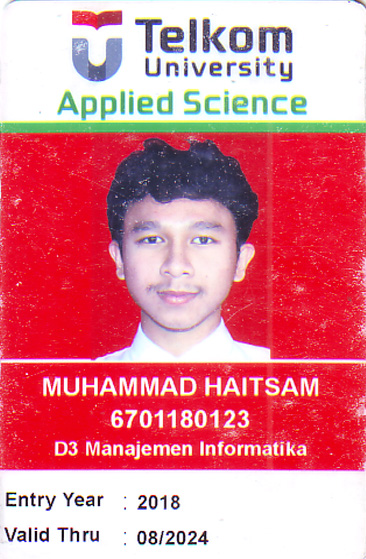 Telkom
University
Applied Science
MUHAMMAD HAITSAM
6701180123
D3 Manajemen Informatika
Entry Year : 2018
Valid Thru : 08/2024